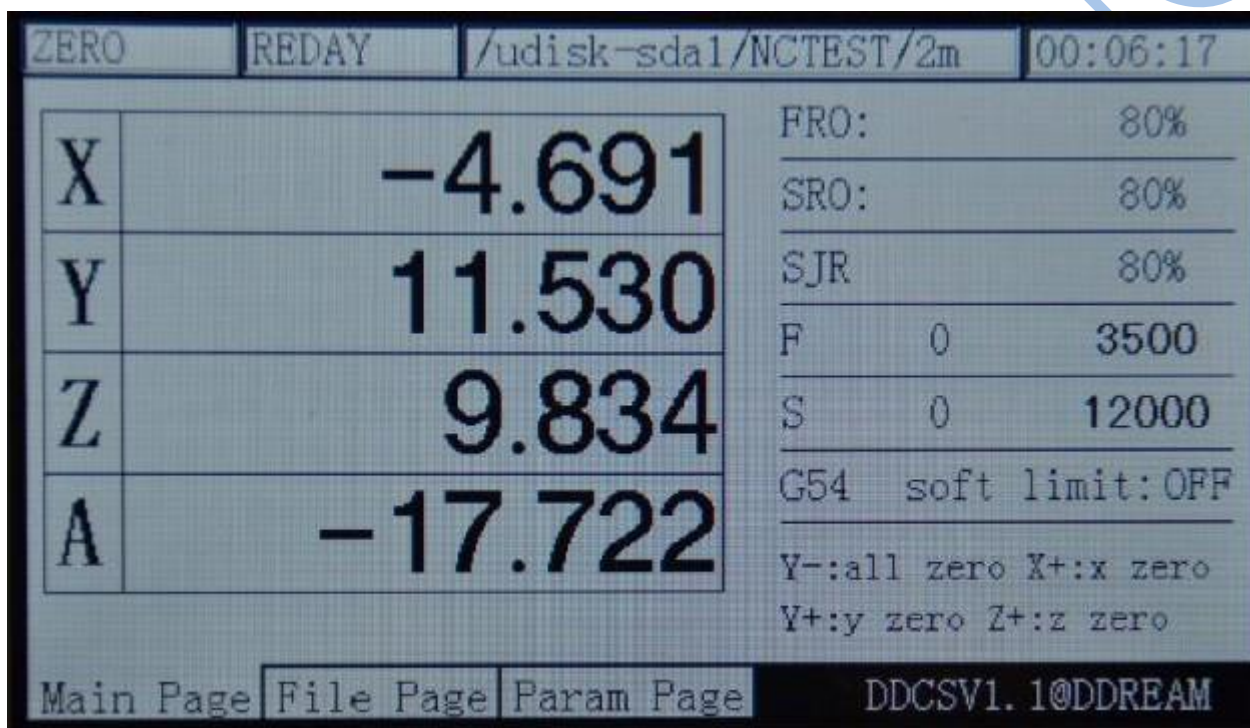 ZERO REDAY /udisk-sda1/NCTEST/2m 00:06:17
X -4.691
Y 11.530
Z 9.834
A -17.722
FRO: 80%
SRO: 80%
SJR 80%
F 0 3500
S 0 12000
G54 soft limit:OFF
Y-:all zero X+:x zero
Y+:y zero Z+:z zero
Main Page File Page Param Page DDCSV1.1@DDREAM